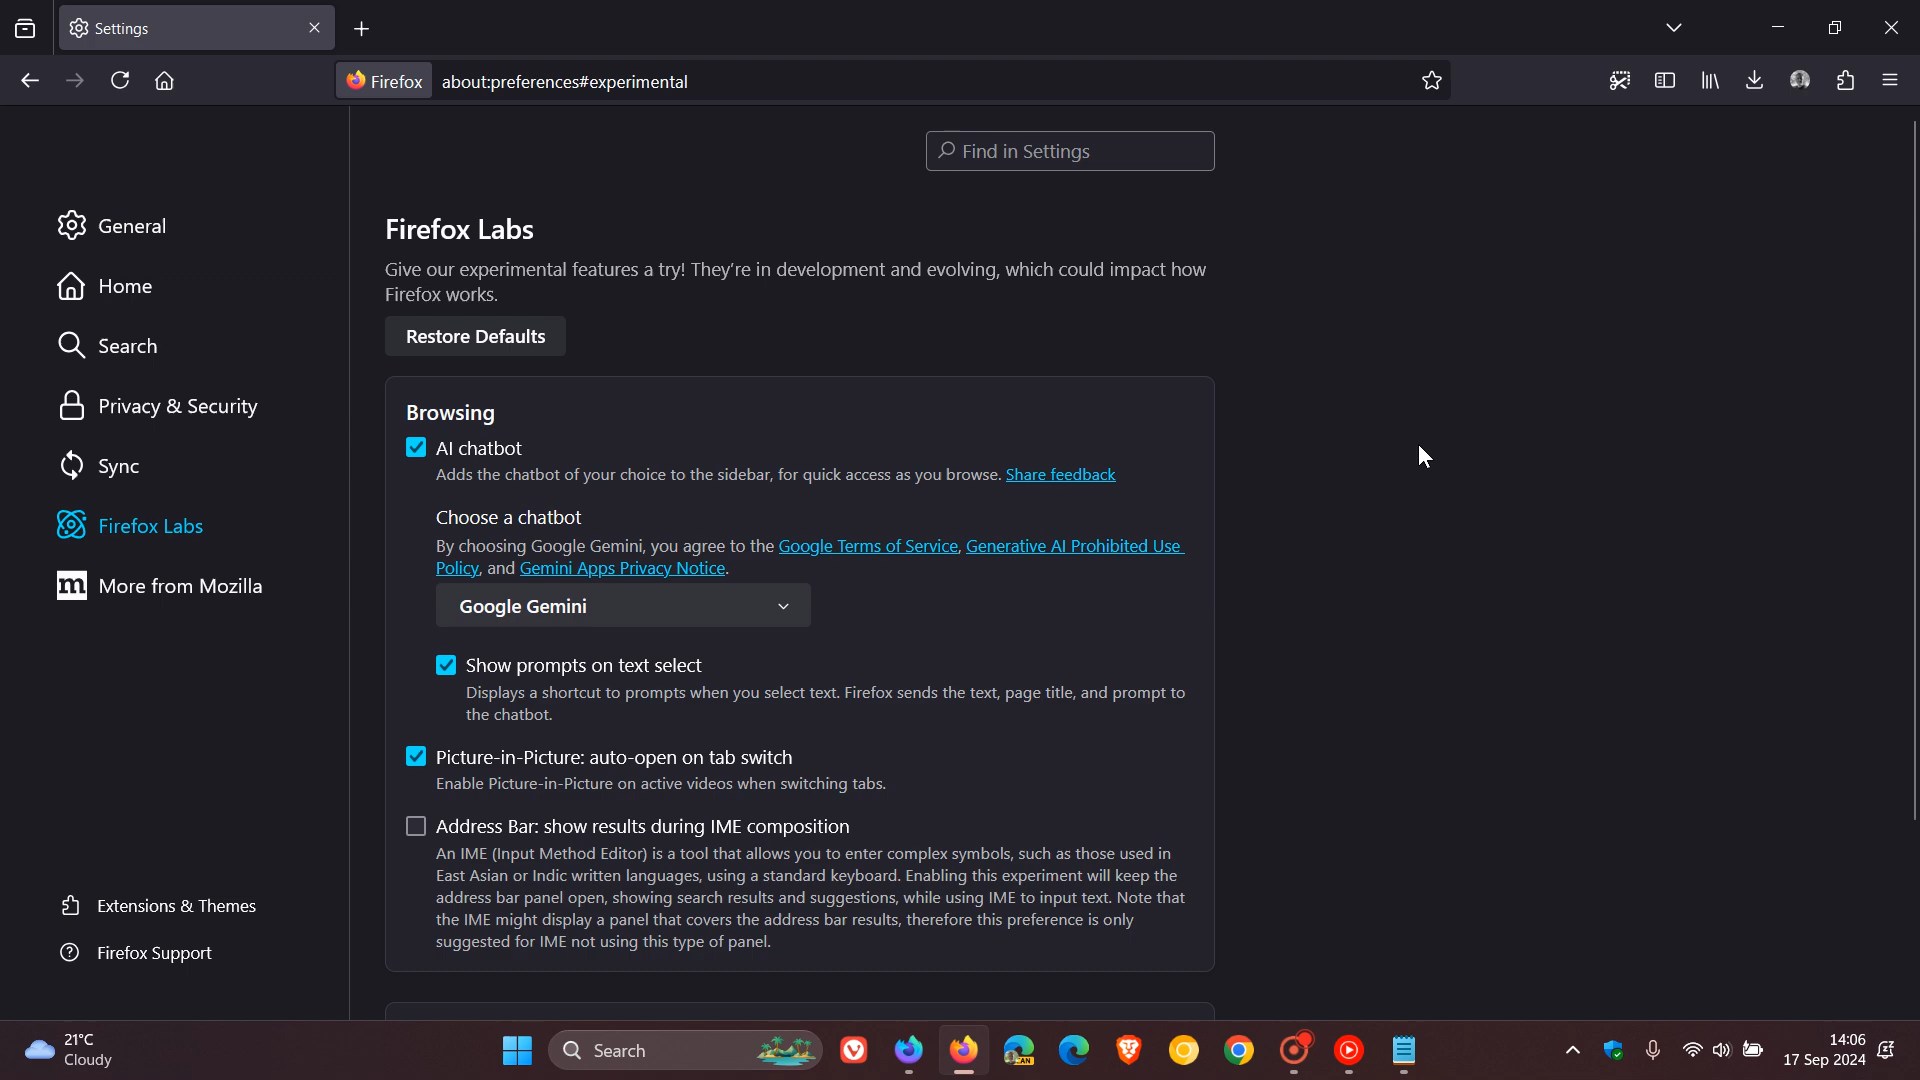 Settings
Firefox
about:preferences#experimental
Find in Settings
General
Home
Search
Privacy & Security
Sync
Firefox Labs
More from Mozilla
Extensions & Themes
Firefox Support
Firefox Labs
Give our experimental features a try! They're in development and evolving, which could impact how
Firefox works.
Restore Defaults
Browsing
AI chatbot
Adds the chatbot of your choice to the sidebar, for quick access as you browse. Share feedback
Choose a chatbot
By choosing Google Gemini, you agree to the Google Terms of Service, Generative AI Prohibited Use
Policy, and Gemini Apps Privacy Notice.
Google Gemini
Show prompts on text select
Displays a shortcut to prompts when you select text. Firefox sends the text, page title, and prompt to
the chatbot.
Picture-in-Picture: auto-open on tab switch
Enable Picture-in-Picture on active videos when switching tabs.
Address Bar: show results during IME composition
An IME (Input Method Editor) is a tool that allows you to enter complex symbols, such as those used in
East Asian or Indic written languages, using a standard keyboard. Enabling this experiment will keep the
address bar panel open, showing search results and suggestions, while using IME to input text. Note that
the IME might display a panel that covers the address bar results, therefore this preference is only
suggested for IME not using this type of panel.
21°C
Cloudy
Search
CAN
14:06
17 Sep 2024